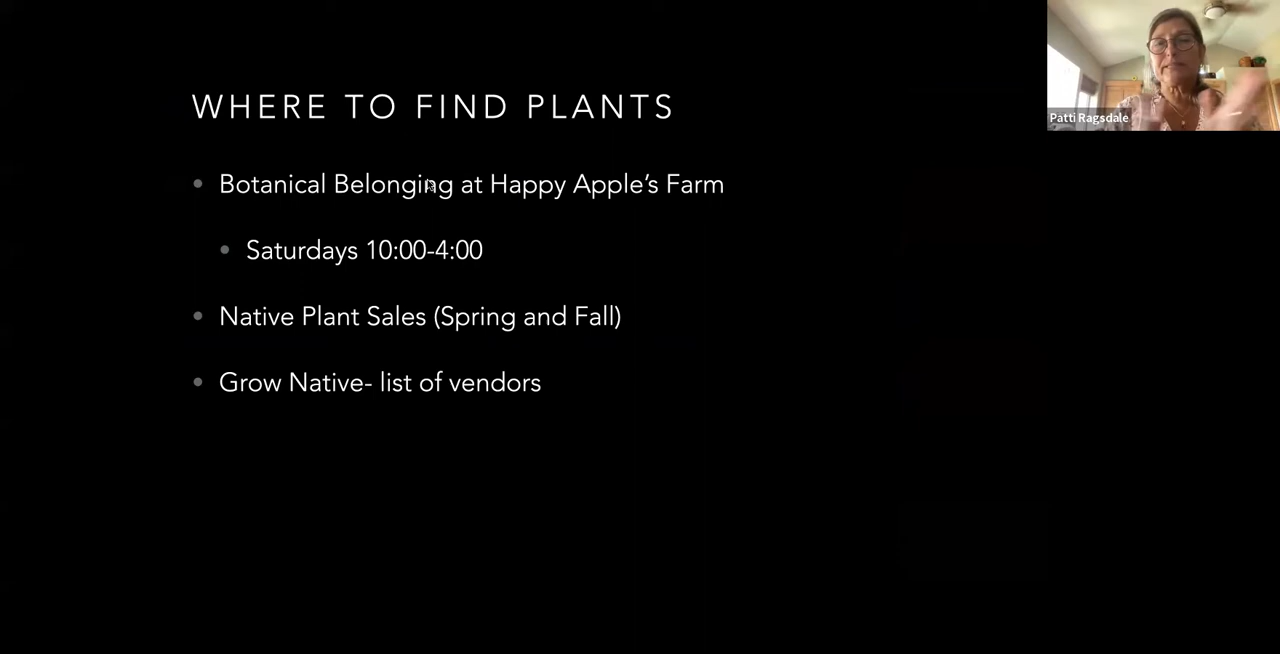 WHERE TO FIND PLANTS
Botanical Belonging at Happy Apple's Farm
Saturdays 10:00-4:00
Native Plant Sales (Spring and Fall)
Grow Native- list of vendors
Patti Ragsdale